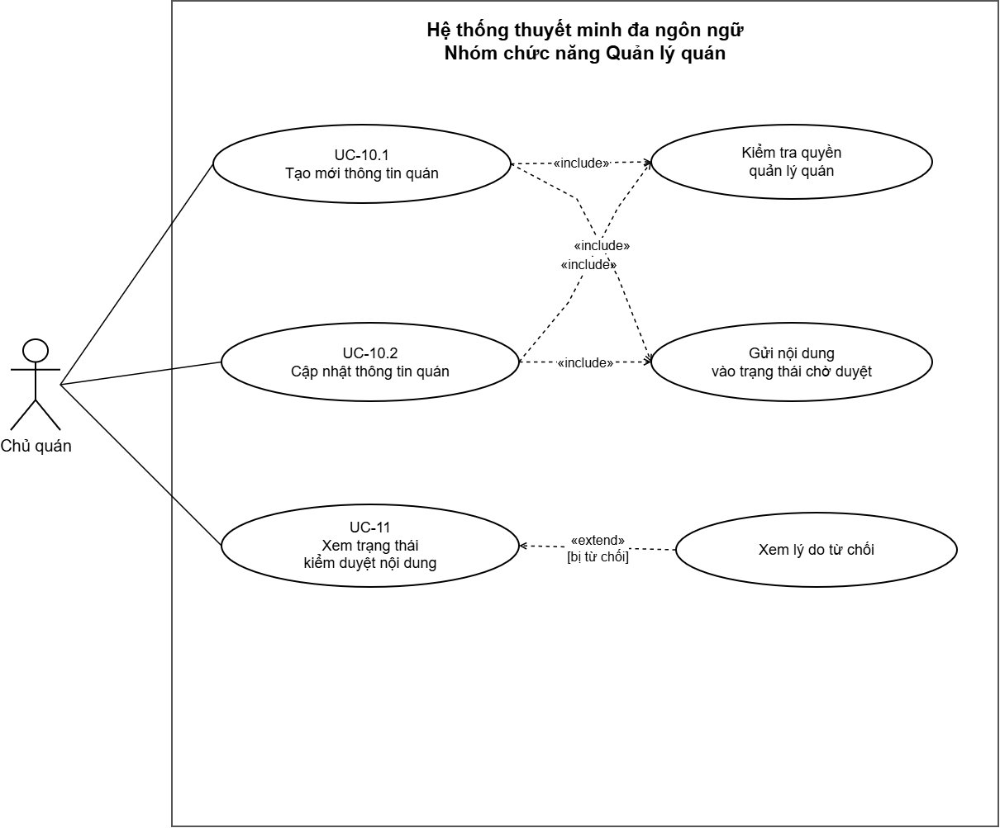 Hệ thống thuyết minh đa ngôn ngữ
Nhóm chức năng Quản lý quán
UC-10.1
Tạo mới thông tin quán
«include»
Kiểm tra quyền
quản lý quán
«include»
«include»
UC-10.2
Cập nhật thông tin quán
«include»
Gửi nội dung
vào trạng thái chờ duyệt
Chủ quán
UC-11
Xem trạng thái
kiểm duyệt nội dung
«extend»
[bị từ chối]
Xem lý do từ chối